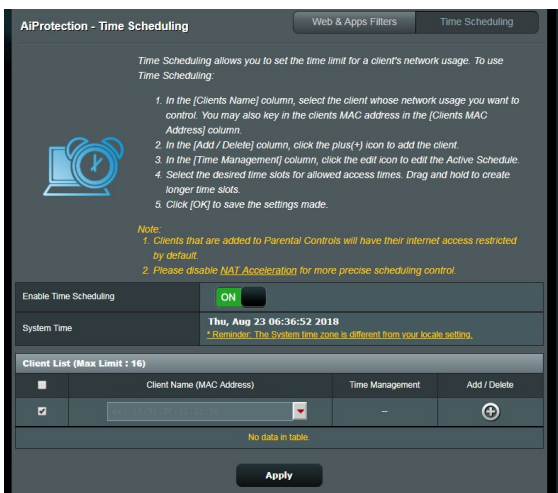 AiProtection - Time Scheduling
Web & Apps Filters
Time Scheduling
Time Scheduling allows you to set the time limit for a client's network usage. To use
Time Scheduling:
1. In the [Clients Name] column, select the client whose network usage you want to
control. You may also key in the clients MAC address in the [Clients MAC
Address] column.
2. In the [Add / Delete] column, click the plus(+) icon to add the
client.
3. In the [Time Management] column, click the edit icon to edit the Active Schedule.
4. Select the desired time slots for allowed access times. Drag and hold to create
longer time slots.
5. Click [OK] to save the settings made.
Note:
1. Clients that are added to Parental Controls will have their internet access restricted
by default.
2. Please disable NAT Acceleration for more precise scheduling control.
Enable Time Scheduling
ON
System Time
Thu, Aug 23 06:36:52 2018
* Reminder: The System time zone is different from your locale setting.
Client List (Max Limit : 16)
Client Name (MAC Address)
Time Management
Add / Delete
--
No data in table.
Apply